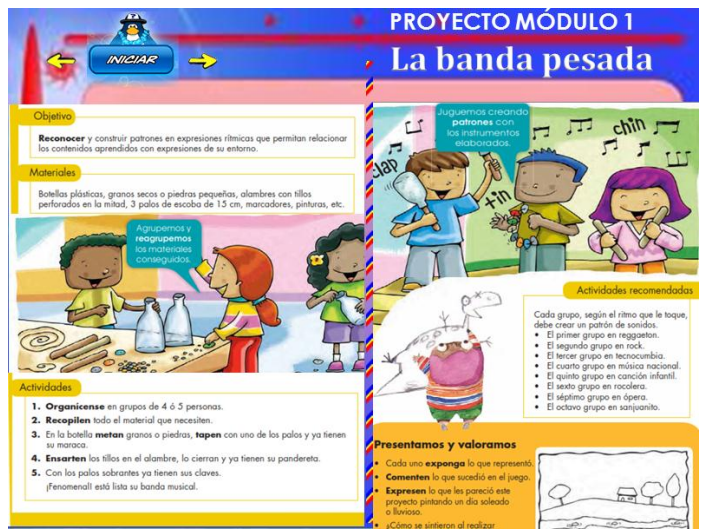 INICIAR
PROYECTO MÓDULO 1
La banda pesada
Objetivo
Reconocer y construir patrones en expresiones rítmicas que permitan relacionar
los contenidos aprendidos con expresiones de su entorno.
Materiales
Botellas plásticas, granos secos o piedras pequeñas, alambres con tillos
perforados en la mitad, 3 palos de escoba de 15 cm, marcadores, pinturas, etc.
Agrupemos y
reagrupemos
los materiales
conseguidos.
Actividades
1. Organícense en grupos de 4 ó 5 personas.
2. Recopilen todo el material que necesiten.
3. En la botella metan granos o piedras, tapen con uno de los palos y ya tienen
su maraca.
4. Ensarten los tillos en el alambre, lo cierran y ya tienen su pandereta.
5. Con los palos sobrantes ya tienen sus claves.
¡Fenomenal! está lista su banda musical.
Juguemos creando
patrones con
los instrumentos
elaborados.
clap
tin
chin
Actividades recomendadas
Cada grupo, según el ritmo que le toque,
debe crear un patrón de sonidos.
• El primer grupo en reggaeton.
• El segundo grupo en rock.
• El tercer grupo en tecnocumbia.
• El cuarto grupo en música nacional.
• El quinto grupo en canción infantil.
• El sexto grupo en rocolera.
• El séptimo grupo en ópera.
• El octavo grupo en sanjuanito.
Presentamos y valoramos
• Cada uno exponga lo que representó.
• Comenten lo que sucedió en el juego.
• Expresen lo que les pareció este
proyecto pintando un día soleado
o lluvioso.
• ¿Cómo se sintieron al realizar